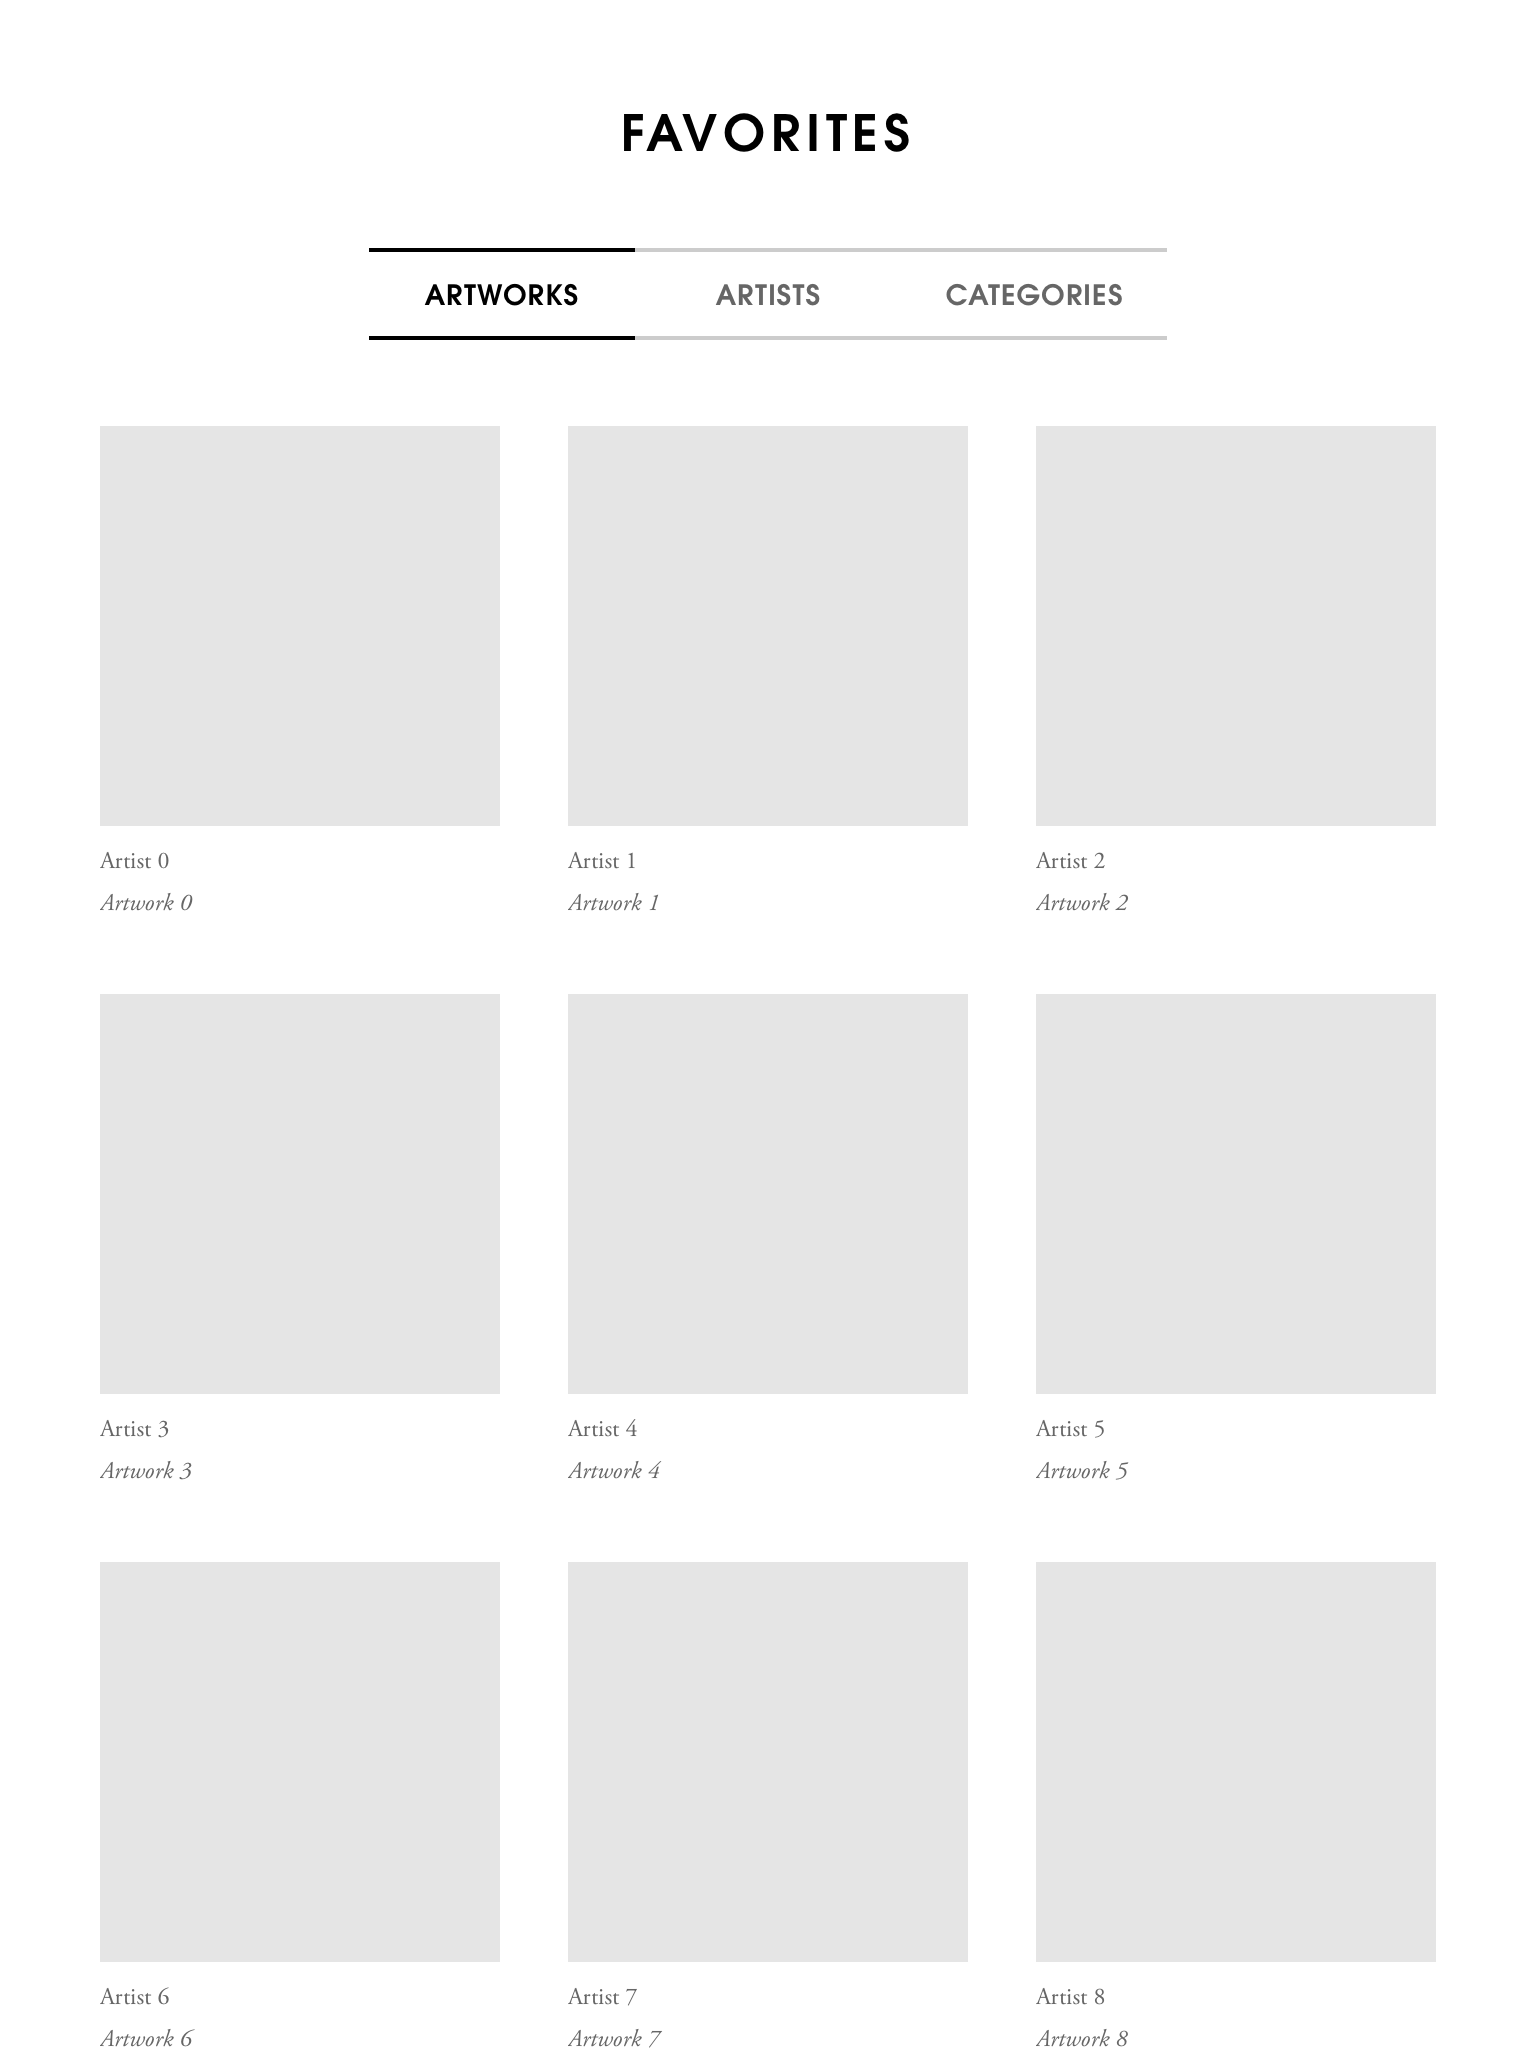 FAVORITES
ARTWORKS ARTISTS CATEGORIES
Artist 0 Artist 1 Artist 2
Artwork 0 Artwork 1 Artwork 2
Artist 3 Artist 4 Artist 5
Artwork 3 Artwork 4 Artwork 5
Artist 6 Artist 7 Artist 8
Artwork 6 Artwork 7 Artwork 8